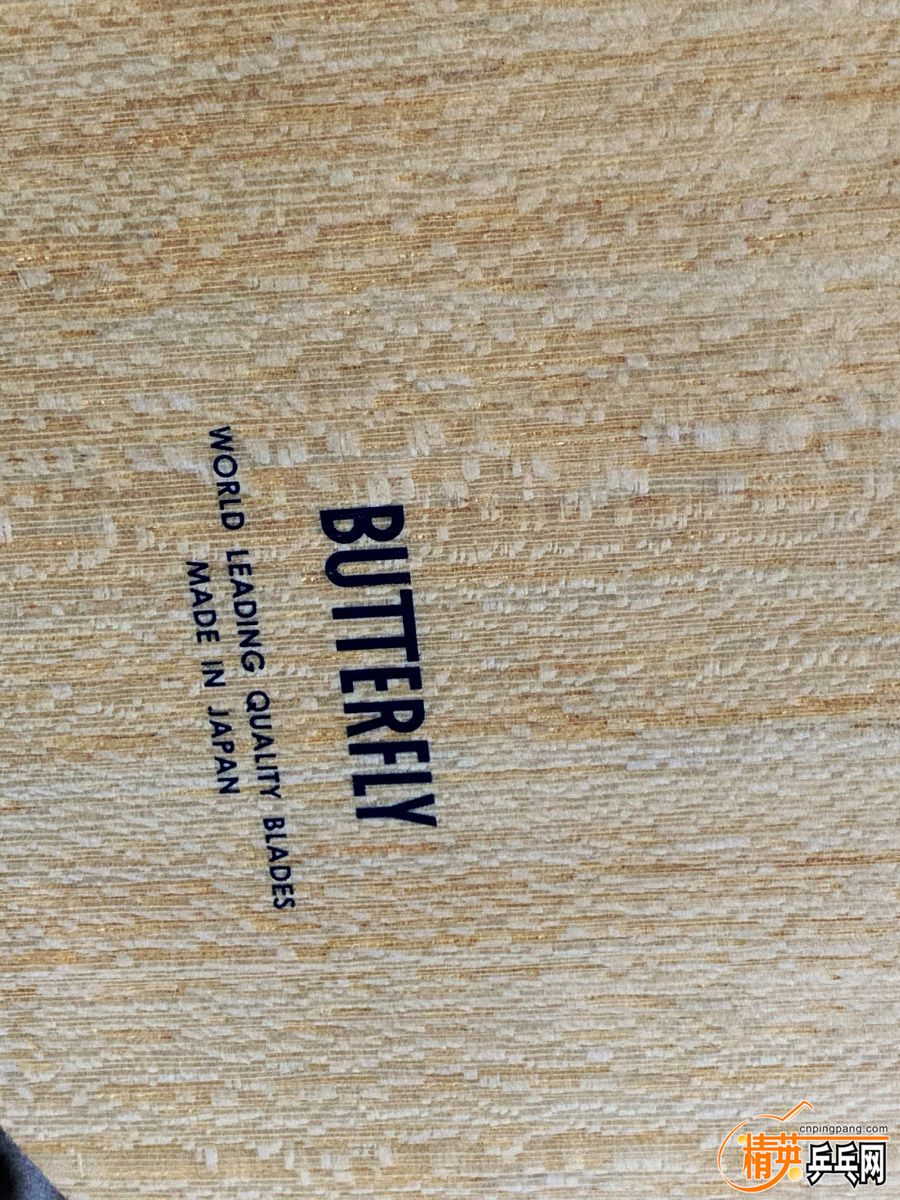 BUTTERFLY
WORLD LEADING QUALITY BLADES
MADE IN JAPAN
cnpingpang.com
精英乒乓网